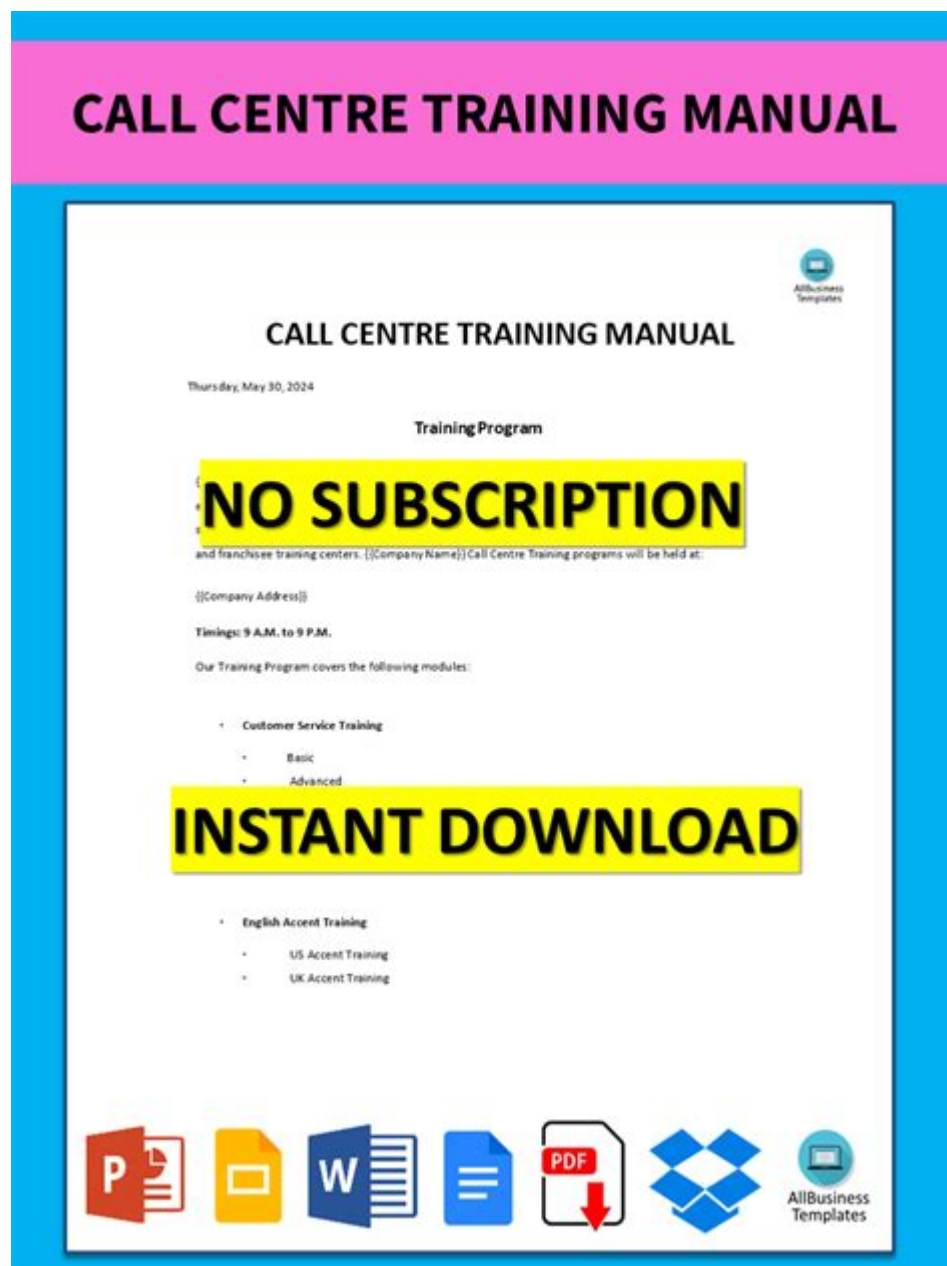 CALL CENTRE TRAINING MANUAL
AllBusiness
Templates
CALL CENTRE TRAINING MANUAL
Thursday, May 30, 2024
Training Program
NO SUBSCRIPTION
and franchisee training centers. {{Company Name}} Call Centre Training programs will be held at:
{{Company Address}}
Timings: 9 A.M. to 9 P.M.
Our Training Program covers the following modules:
• Customer Service Training
• Basic
• Advanced
INSTANT DOWNLOAD
• English Accent Training
• US Accent Training
• UK Accent Training
P
W
PDF
AllBusiness
Templates